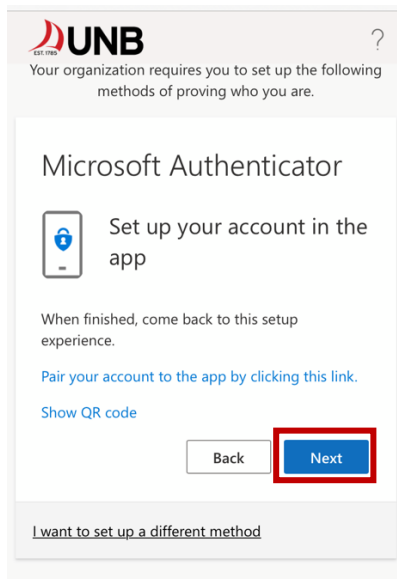 UNB
EST. 1785
?
Your organization requires you to set up the following
methods of proving who you are.
Microsoft Authenticator
Set up your account in the
app
When finished, come back to this setup
experience.
Pair your account to the app by clicking this link.
Show QR code
Back
Next
I want to set up a different method